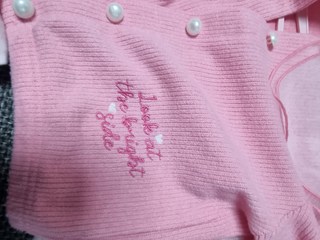 Look at
the bright
side